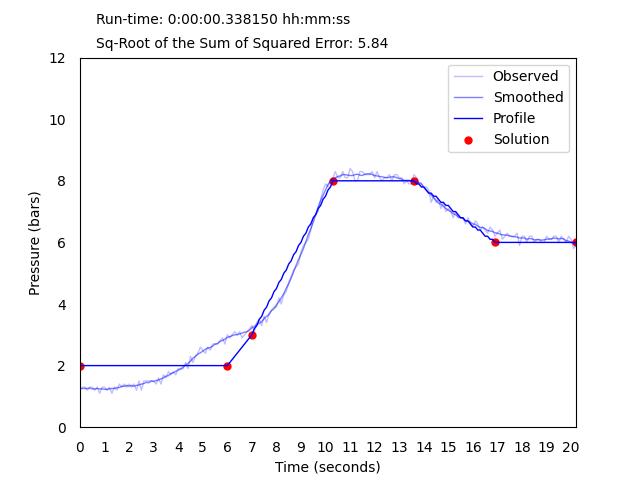 Run-time: 0:00:00.338150 hh:mm:ss
Sq-Root of the Sum of Squared Error: 5.84
12
10
8
6
4
2
0
Pressure (bars)
Observed
Smoothed
Profile
Solution
0 1 2 3 4 5 6 7 8 9 10 11 12 13 14 15 16 17 18 19 20
Time (seconds)